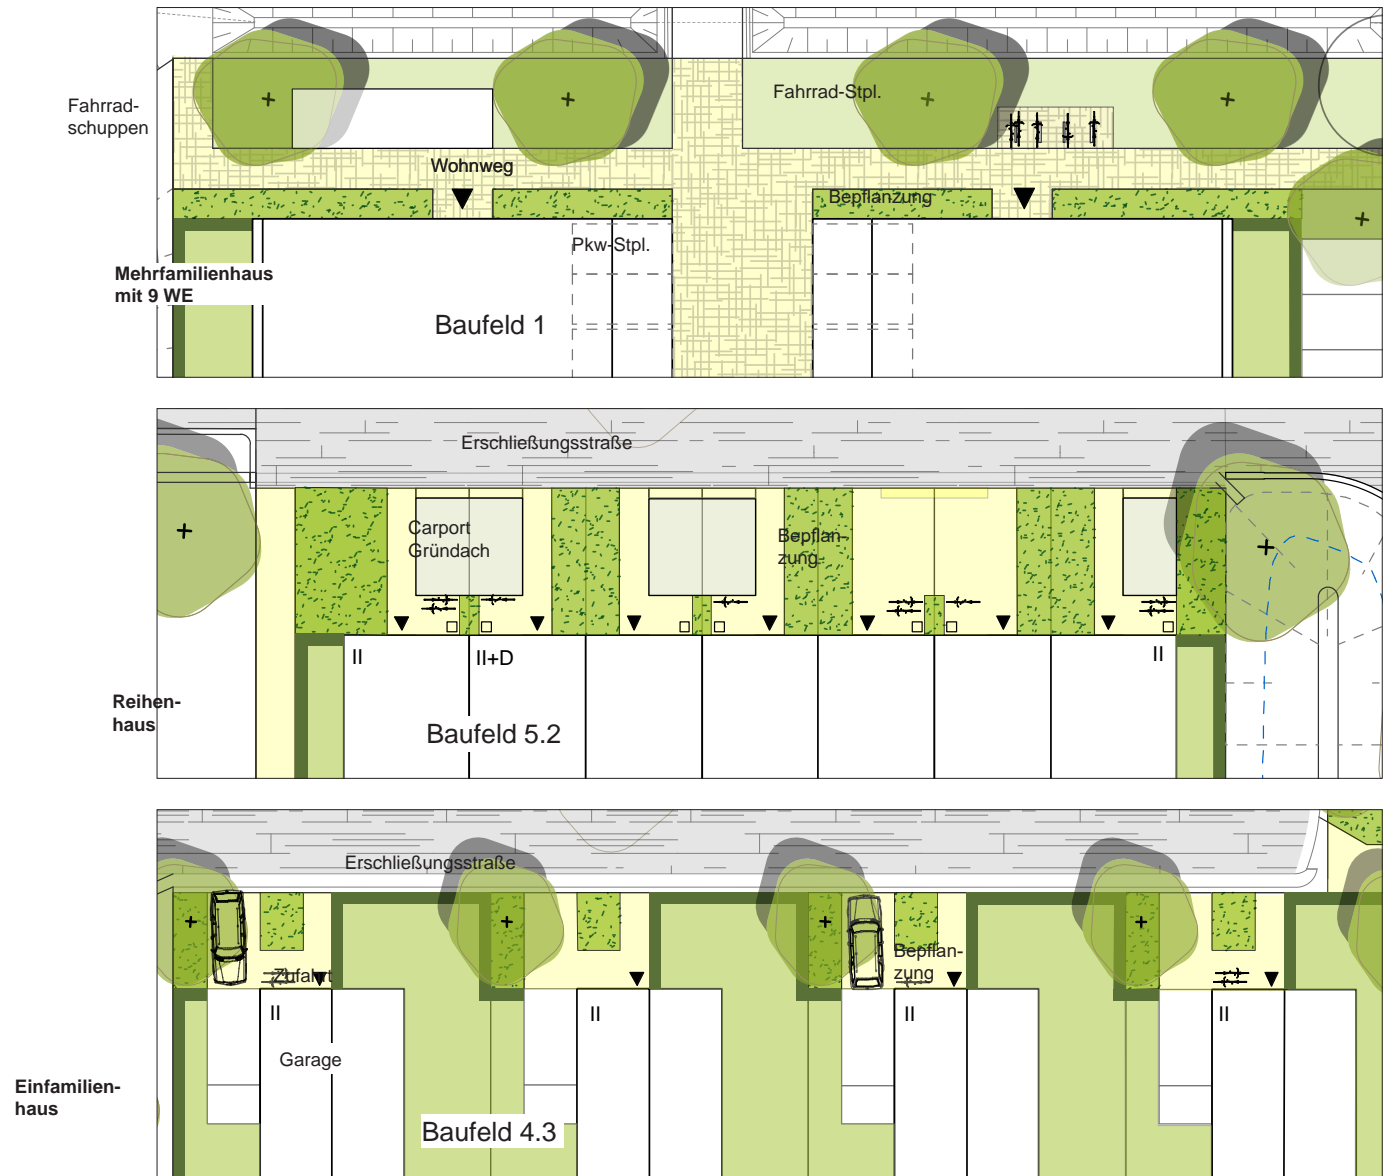 Fahrrad-
schuppen
Fahrrad-Stpl.
Wohnweg
Bepflanzung
Pkw-Stpl.
Mehrfamilienhaus
mit 9 WE
Baufeld 1
Erschließungsstraße
Carport
Gründach
Bepflan-
zung
II
II+D
II
Reihen-
haus
Baufeld 5.2
Erschließungsstraße
Zufahrt
Bepflan-
zung
II
II
II
II
Garage
Einfamilien-
haus
Baufeld 4.3